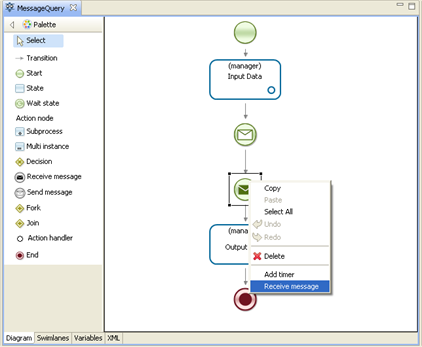 MessageQuery
Palette
Select
Transition
Start
State
Wait state
Action node
Subprocess
Multi instance
Decision
Receive message
Send message
Fork
Join
Action handler
End
(manager)
Input Data
Copy
Paste
Select All
Undo
Redo
Delete
Add timer
Receive message
(mana
Output
Diagram Swimlanes Variables XML